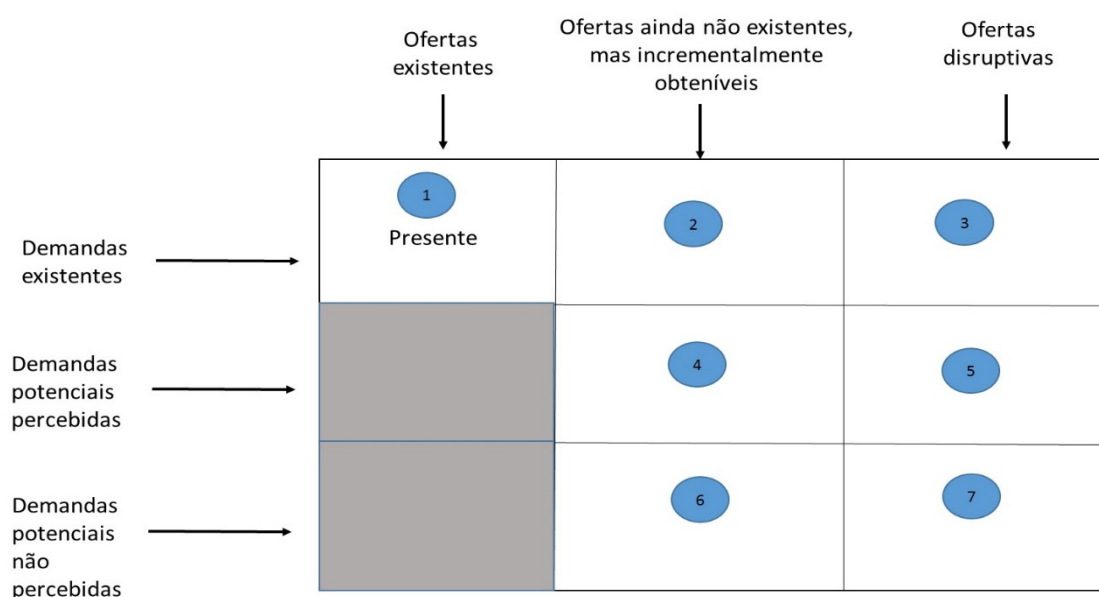 Ofertas
existentes
Ofertas ainda não existentes,
mas incrementalmente
obteníveis
Ofertas
disruptivas
Demandas
existentes
1
Presente
2
3
Demandas
potenciais
percebidas
4
5
Demandas
potenciais
não
percebidas
6
7